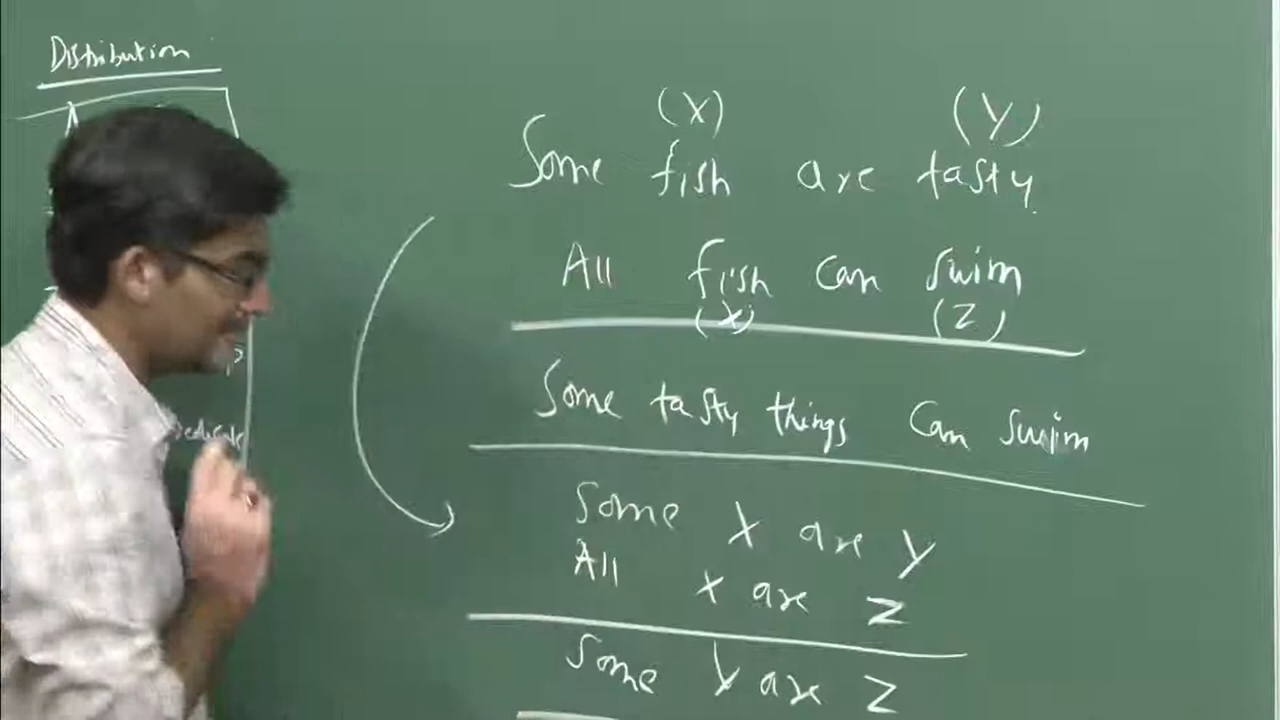 Distribution
(X) (Y)
Some fish are tasty
All fish can swim
(X) (Z)
Some tasty things Can swim
Some X are Y
All X are Z
Some Y are Z